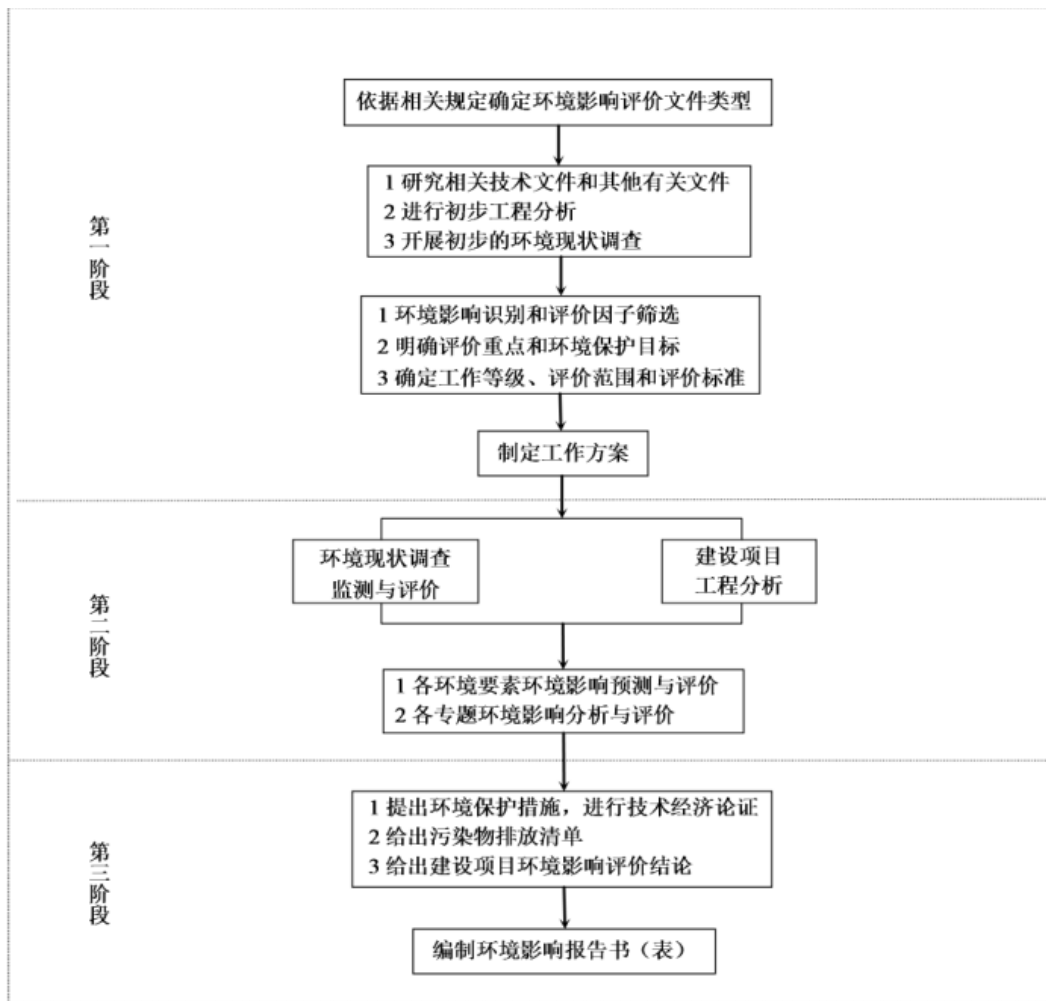 依据相关规定确定环境影响评价文件类型
1 研究相关技术文件和其他有关文件
2 进行初步工程分析
3 开展初步的环境现状调查
第一阶段
1 环境影响识别和评价因子筛选
2 明确评价重点和环境保护目标
3 确定工作等级、评价范围和评价标准
制定工作方案
环境现状调查
监测与评价
建设项目
工程分析
第二阶段
1 各环境要素环境影响预测与评价
2 各专题环境影响分析与评价
1 提出环境保护措施，进行技术经济论证
2 给出污染物排放清单
3 给出建设项目环境影响评价结论
第三阶段
编制环境影响报告书（表）